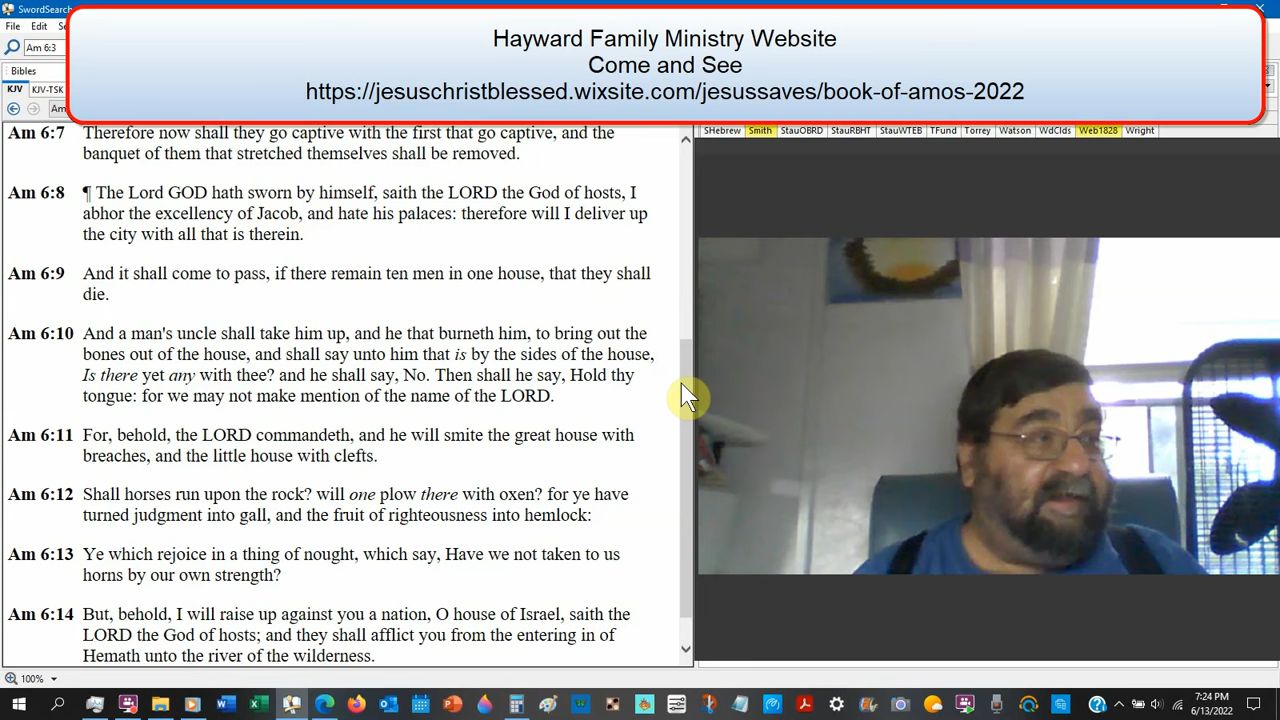 SwordSearch
Hayward Family Ministry Website
Come and See
https://jesuschristblessed.wixsite.com/jesussaves/book-of-amos-2022
File Edit
Am 6:3
Bibles
KJV KJV-TSK
Am
SHebrew Smith StauOBRD StauRBHT StauWTEB TFund Torrey Watson WdClds Web1828 Wright
Am 6:7 Therefore now shall they go captive with the first that go captive, and the
banquet of them that stretched themselves shall be removed.
Am 6:8 ¶ The Lord GOD hath sworn by himself, saith the LORD the God of hosts, I
abhor the excellency of Jacob, and hate his palaces: therefore will I deliver up
the city with all that is therein.
Am 6:9 And it shall come to pass, if there remain ten men in one house, that they shall
die.
Am 6:10 And a man's uncle shall take him up, and he that burneth him, to bring out the
bones out of the house, and shall say unto him that is by the sides of the house,
Is there yet any with thee? and he shall say, No. Then shall he say, Hold thy
tongue: for we may not make mention of the name of the LORD.
Am 6:11 For, behold, the LORD commandeth, and he will smite the great house with
breaches, and the little house with clefts.
Am 6:12 Shall horses run upon the rock? will one plow there with oxen? for ye have
turned judgment into gall, and the fruit of righteousness into hemlock:
Am 6:13 Ye which rejoice in a thing of nought, which say, Have we not taken to us
horns by our own strength?
Am 6:14 But, behold, I will raise up against you a nation, O house of Israel, saith the
LORD the God of hosts; and they shall afflict you from the entering in of
Hemath unto the river of the wilderness.
100%
7:24 PM
6/13/2022